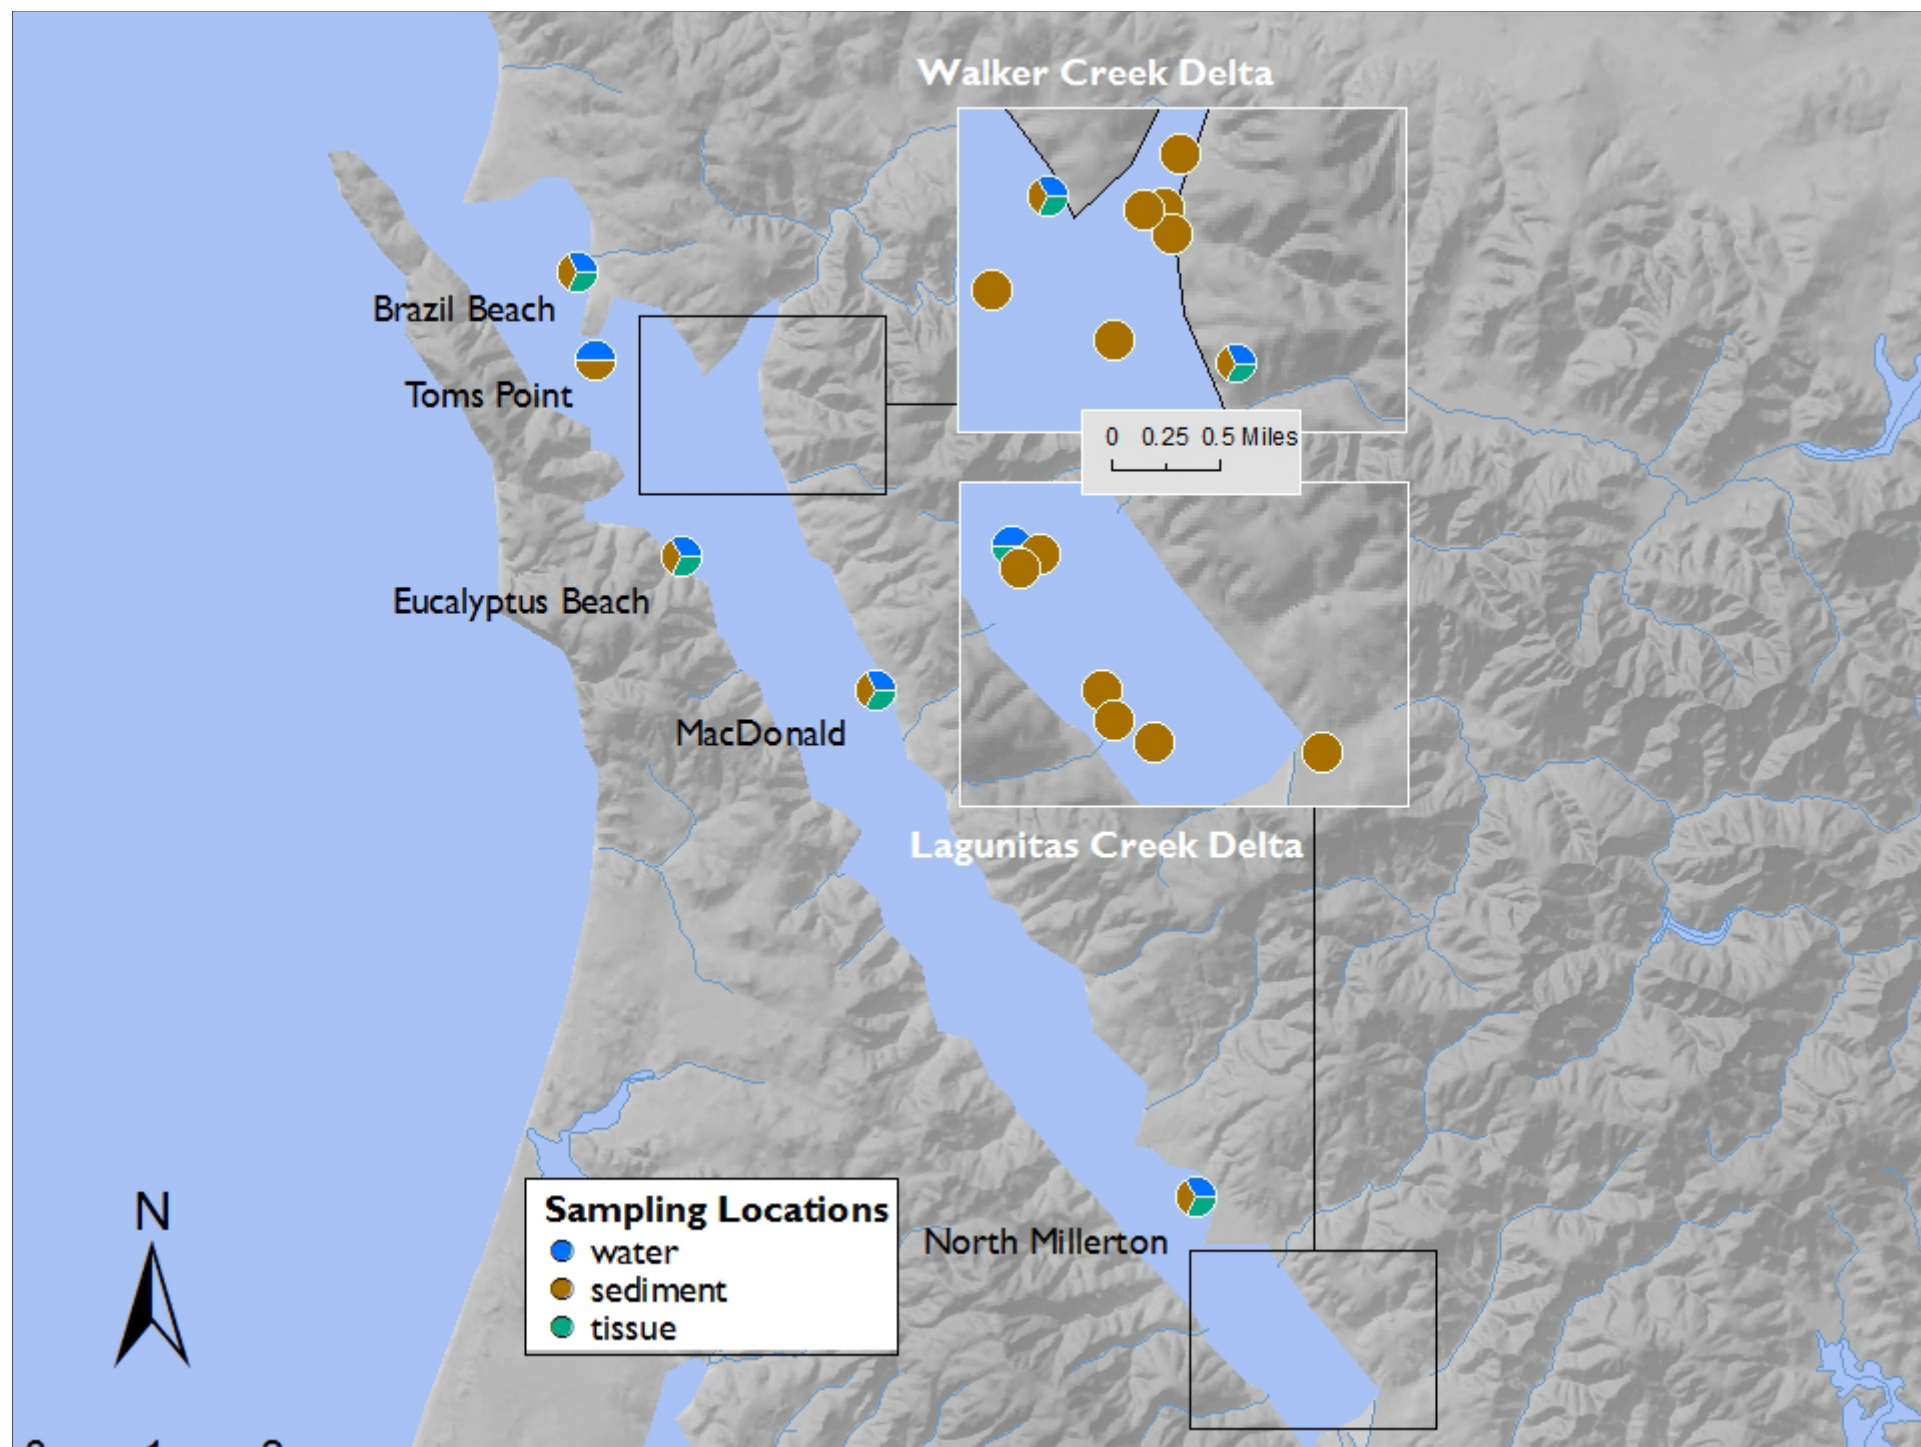 Walker Creek Delta
Brazil Beach
Toms Point
0 0.25 0.5 Miles
Eucalyptus Beach
MacDonald
Lagunitas Creek Delta
N
North Millerton
Sampling Locations
water
sediment
tissue